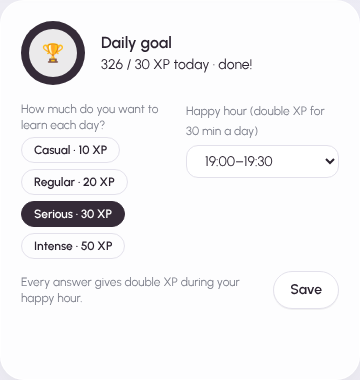 Daily goal
326 / 30 XP today · done!
How much do you want to
learn each day?
Casual · 10 XP
Regular · 20 XP
Serious · 30 XP
Intense · 50 XP
Happy hour (double XP for
30 min a day)
19:00–19:30
Every answer gives double XP during your
happy hour.
Save